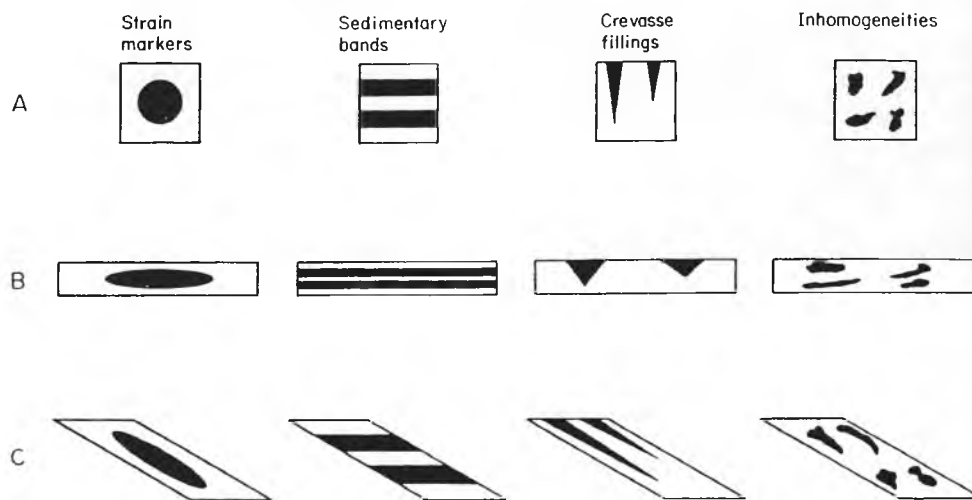 Strain
markers
Sedimentary
bands
Crevasse
fillings
Inhomogeneities
A
B
C